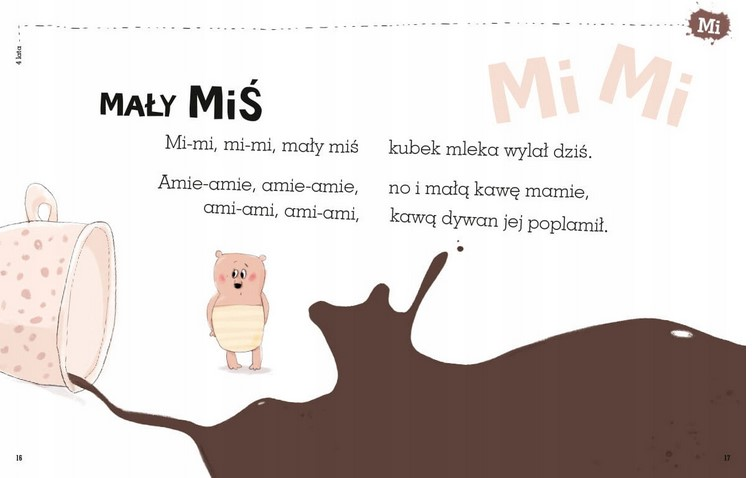 Mi
4 lata
Mi Mi
MAŁY MiŚ
Mi-mi, mi-mi, mały miś kubek mleka wylał dziś.
Amie-amie, amie-amie, no i małą kawę mamie,
ami-ami, ami-ami, kawą dywan jej poplamił.
16
17